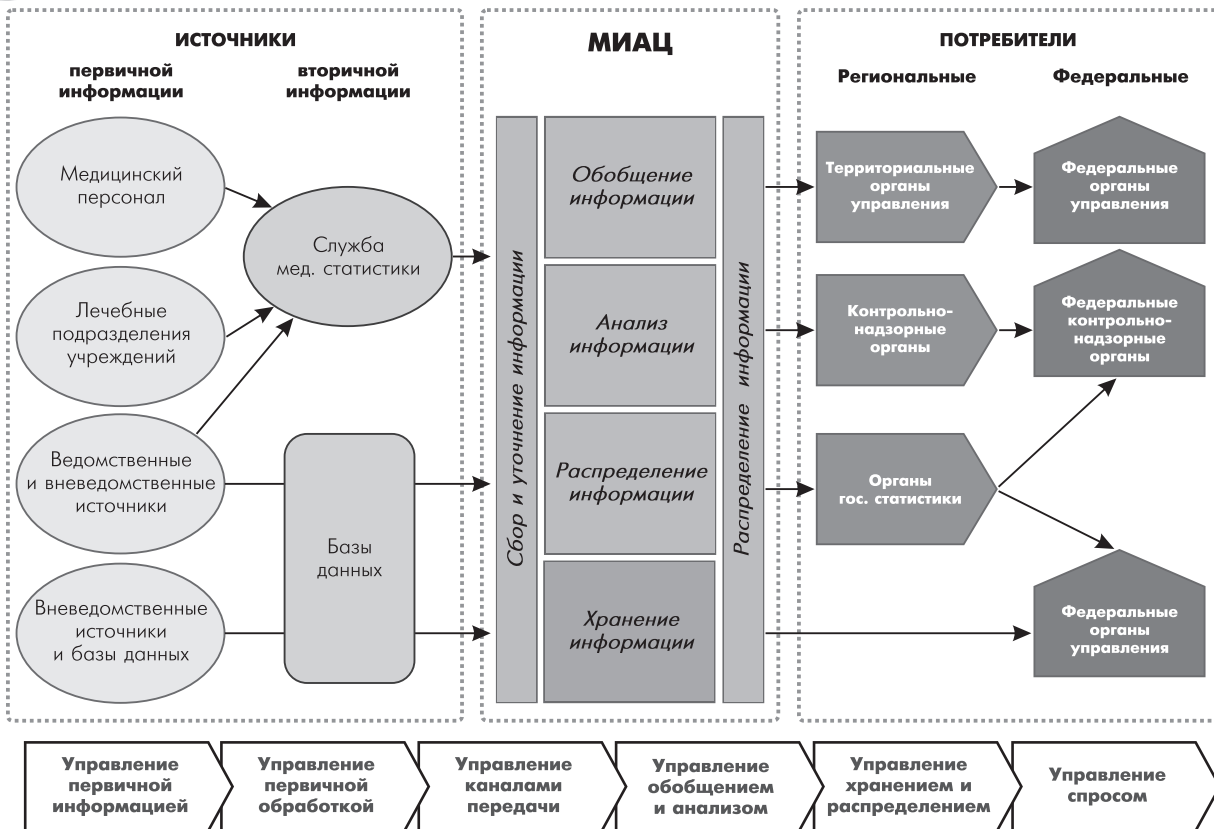 ИСТОЧНИКИ
первичной
информации
вторичной
информации
Медицинский
персонал
Лечебные
подразделения
учреждений
Ведомственные
и вневедомственные
источники
Вневедомственные
источники
и базы данных
Служба
мед. статистики
Базы
данных
МИАЦ
Сбор и уточнение информации
Обобщение
информации
Анализ
информации
Распределение
информации
Хранение
информации
Распределение информации
ПОТРЕБИТЕЛИ
Региональные
Федеральные
Территориальные
органы
управления
Федеральные
органы
управления
Контрольно-
надзорные
органы
Федеральные
контрольно-
надзорные
органы
Органы
гос. статистики
Федеральные
органы
управления
Управление
первичной
информацией
Управление
первичной
обработкой
Управление
каналами
передачи
Управление
обобщением
и анализом
Управление
хранением и
распределением
Управление
спросом